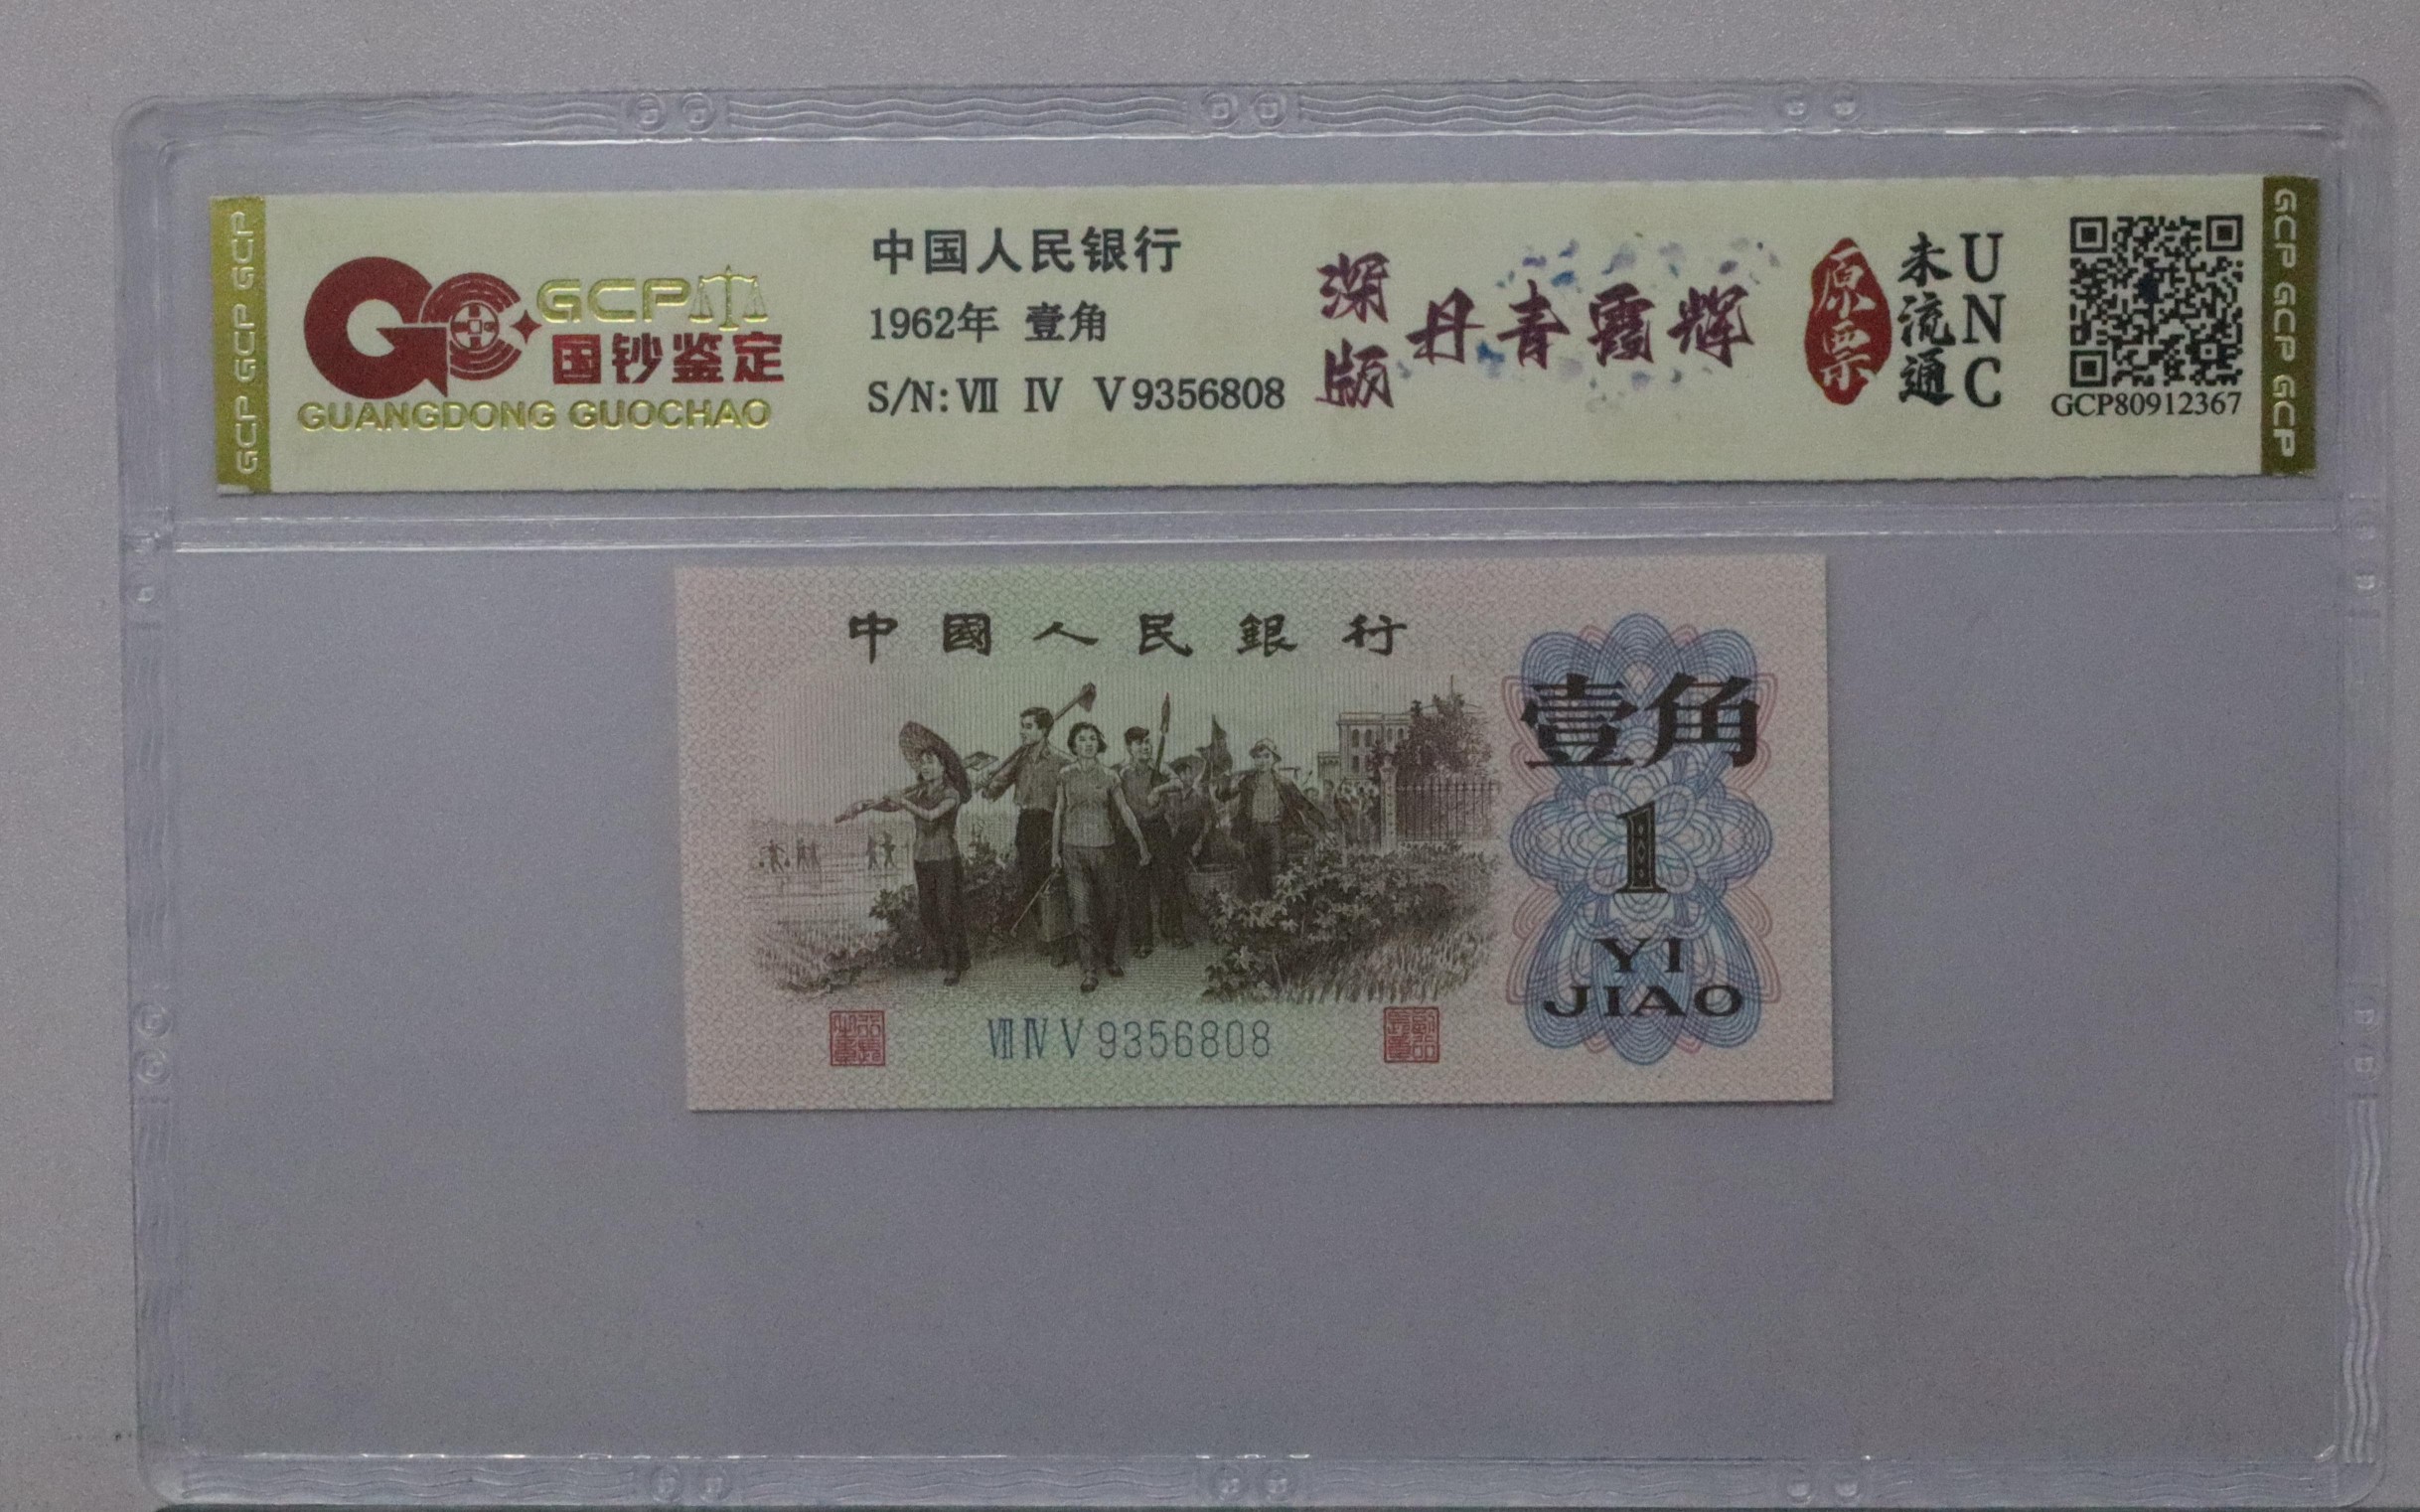 GCP GCP GCP
GCP
国钞鉴定
GUANGDONG GUOCHAO
中国人民银行
1962年 壹角
S/N: Ⅶ Ⅳ Ⅴ 9356808
深版
丹青霞辉
原票
未流通
UNC
GCP80912367
GCP GCP GCP
中國人民銀行
壹角
1
YI
JIAO
Ⅷ Ⅳ Ⅴ 9356808